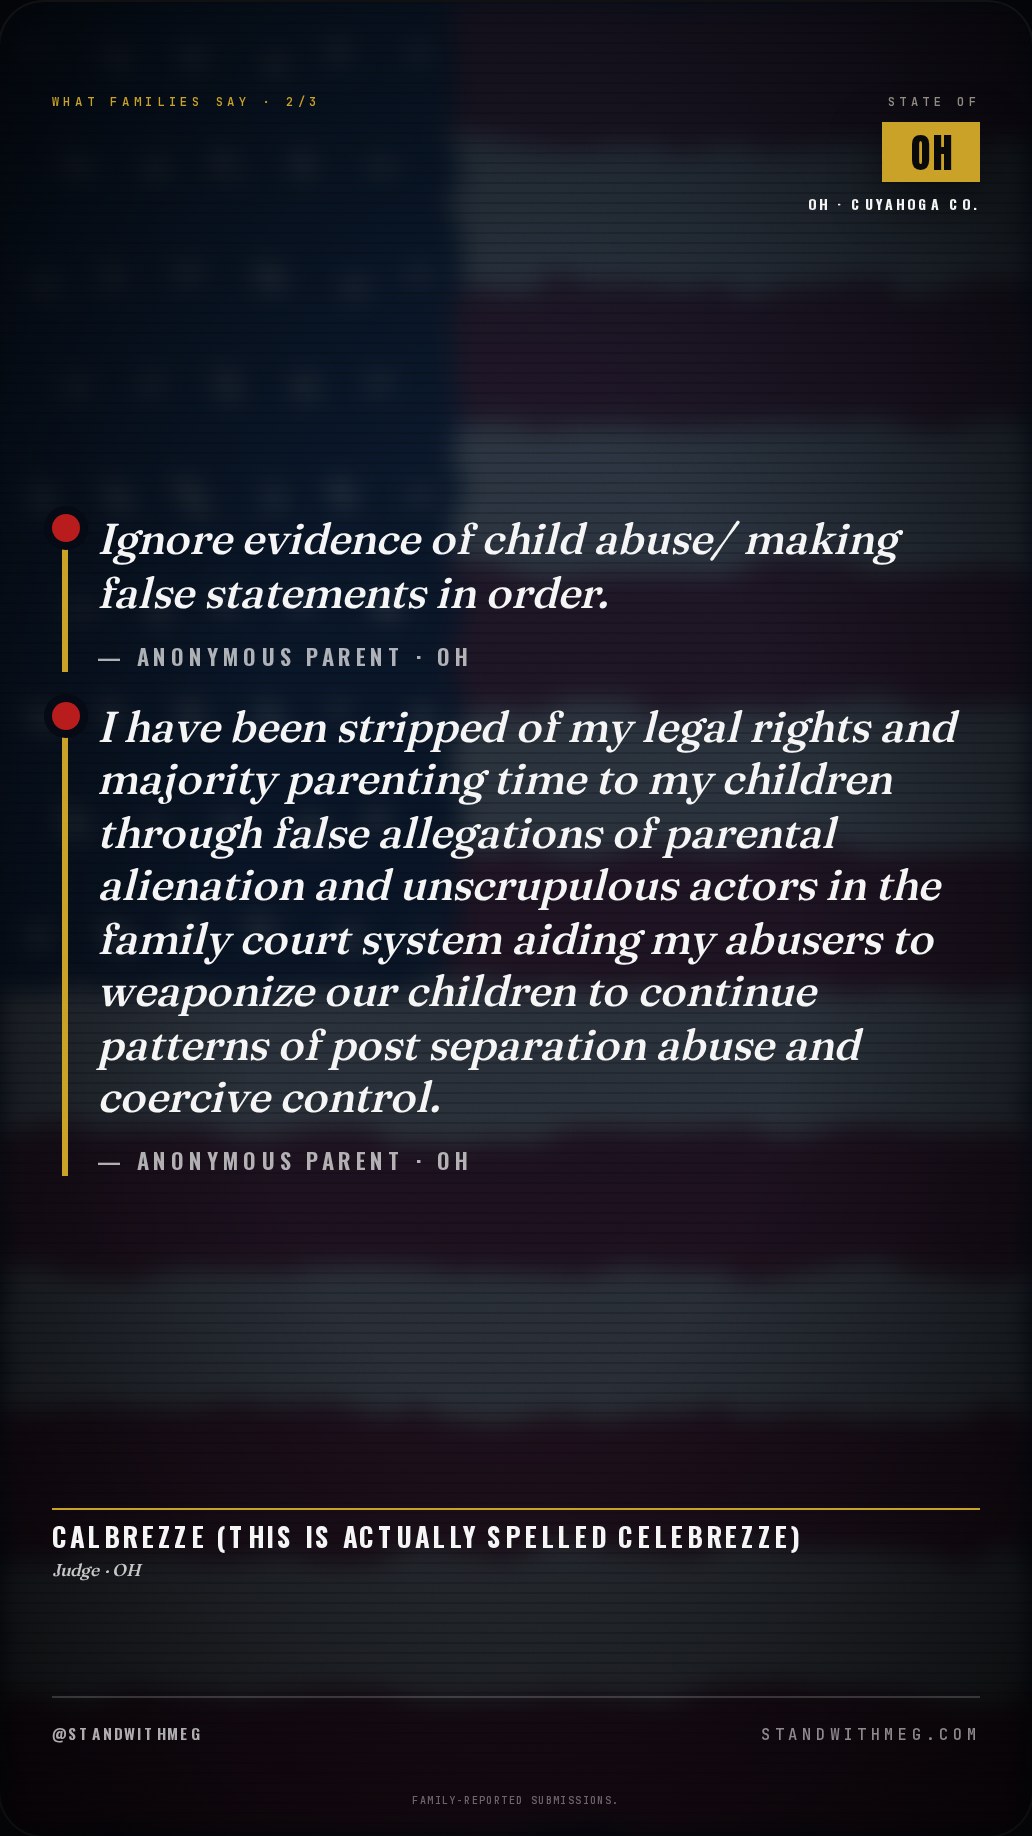 WHAT FAMILIES SAY · 2/3
STATE OF
OH
OH · CUYAHOGA CO.
Ignore evidence of child abuse/ making
false statements in order.
— ANONYMOUS PARENT · OH
I have been stripped of my legal rights and
majority parenting time to my children
through false allegations of parental
alienation and unscrupulous actors in the
family court system aiding my abusers to
weaponize our children to continue
patterns of post separation abuse and
coercive control.
— ANONYMOUS PARENT · OH
CALBREZZE (THIS IS ACTUALLY SPELLED CELEBREZZE)
Judge · OH
@STANDWITHMEG
STANDWITHMEG.COM
FAMILY-REPORTED SUBMISSIONS.